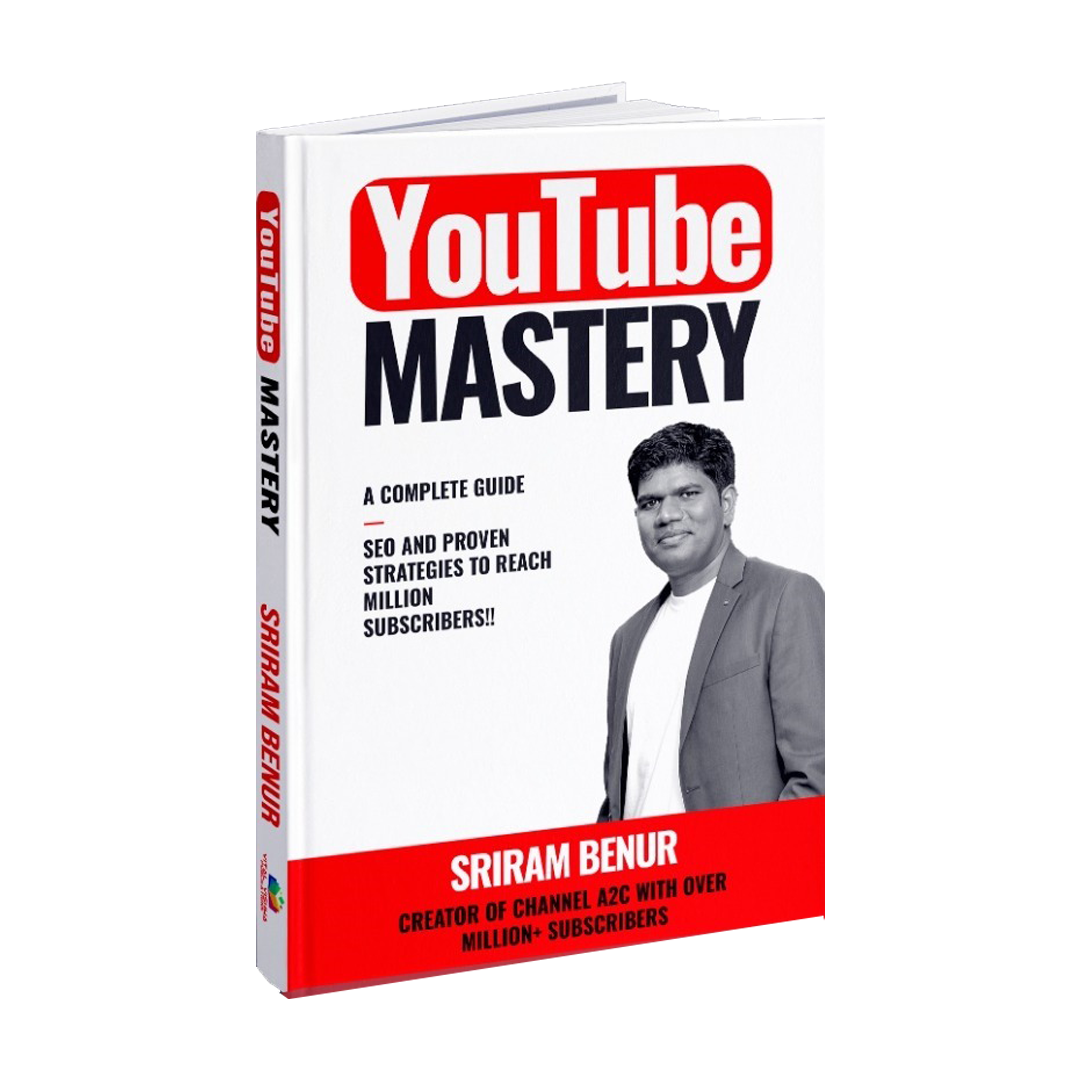 YouTube
MASTERY
A COMPLETE GUIDE
SEO AND PROVEN
STRATEGIES TO REACH
MILLION
SUBSCRIBERS!!
SRIRAM BENUR
CREATOR OF CHANNEL A2C WITH OVER
MILLION+ SUBSCRIBERS
YouTube MASTERY SRIRAM BENUR